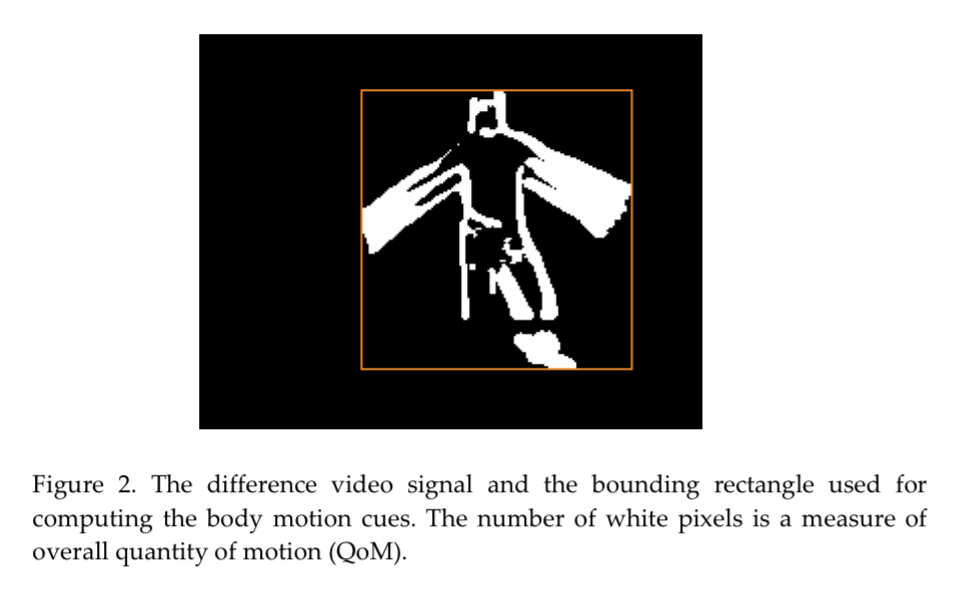 Figure 2. The difference video signal and the bounding rectangle used for
computing the body motion cues. The number of white pixels is a measure of
overall quantity of motion (QoM).